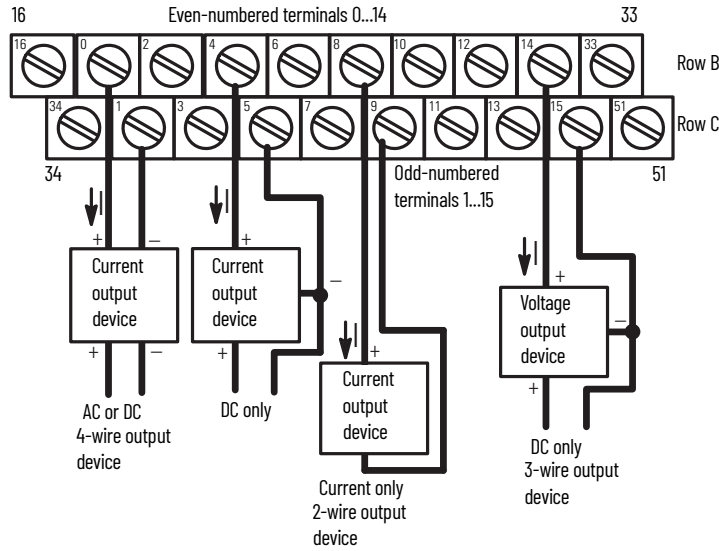 16 Even-numbered terminals 0...14 33
16 0 2 4 6 8 10 12 14 33
Row B
34 1 3 5 7 9 11 13 15 51
Row C
34
Odd-numbered
terminals 1...15
51
I
I
I
I
+ –
Current
output
device
+ –
AC or DC
4-wire output
device
+
–
Current
output
device
+
DC only
+
Current
output
device
Current only
2-wire output
device
+
–
Voltage
output
device
+
DC only
3-wire output
device